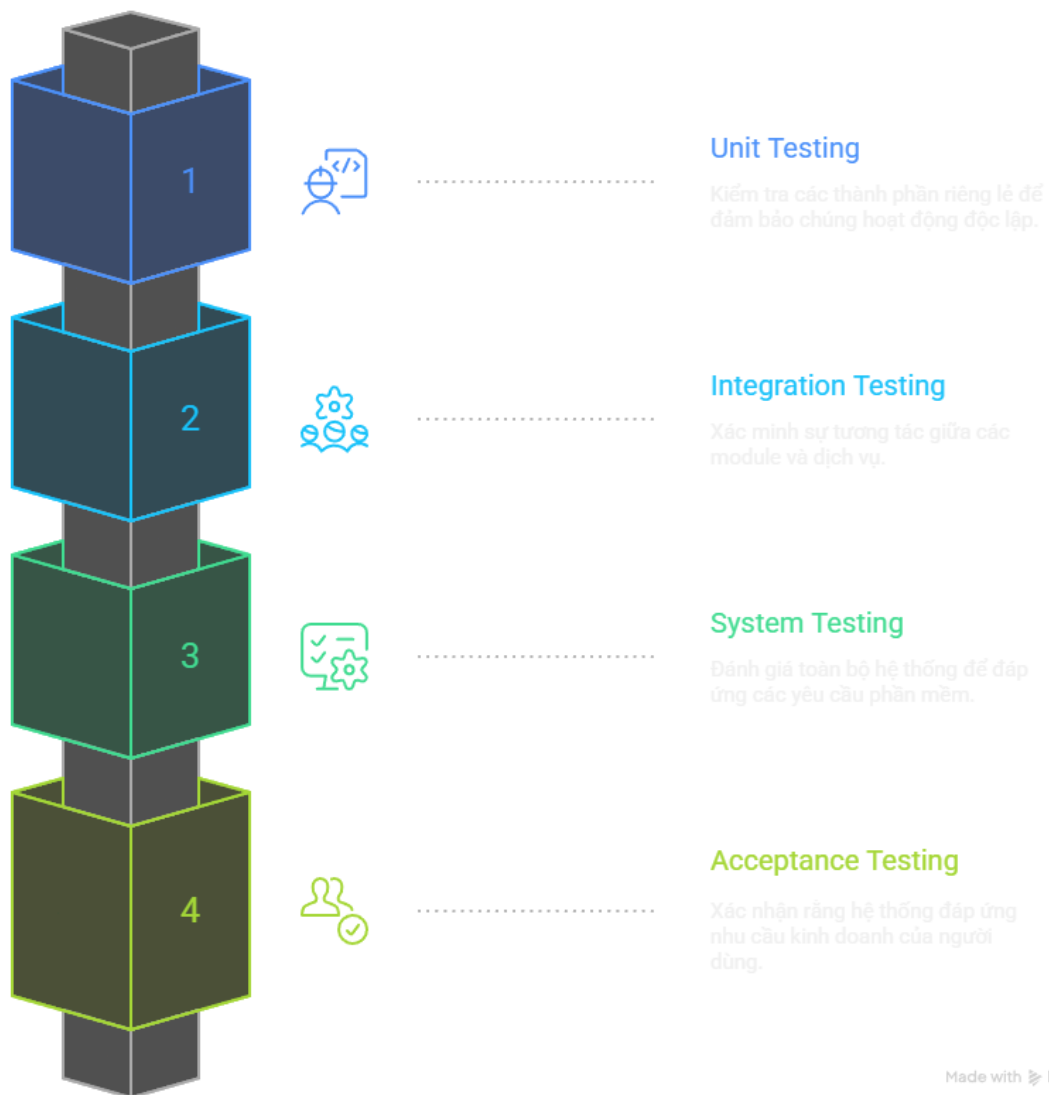 1
Unit Testing
Kiểm tra các thành phần riêng lẻ để
đảm bảo chúng hoạt động độc lập.
2
Integration Testing
Xác minh sự tương tác giữa các
module và dịch vụ.
3
System Testing
Đánh giá toàn bộ hệ thống để đáp
ứng các yêu cầu phần mềm.
4
Acceptance Testing
Xác nhận rằng hệ thống đáp ứng
nhu cầu kinh doanh của người
dùng.
Made with